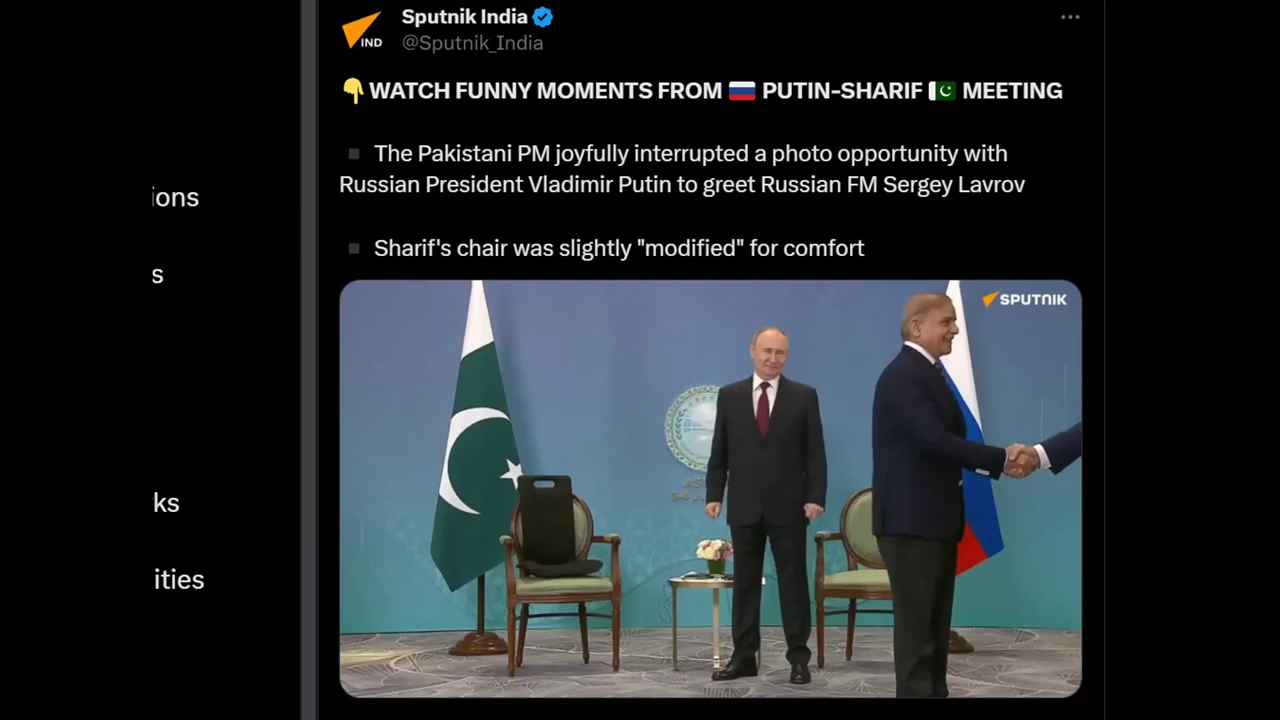 Sputnik India
IND
@Sputnik_India
👇WATCH FUNNY MOMENTS FROM 🇷🇺 PUTIN-SHARIF 🇵🇰 MEETING
▪ The Pakistani PM joyfully interrupted a photo opportunity with
Russian President Vladimir Putin to greet Russian FM Sergey Lavrov
▪ Sharif's chair was slightly "modified" for comfort
SPUTNIK
ions
s
ks
ities